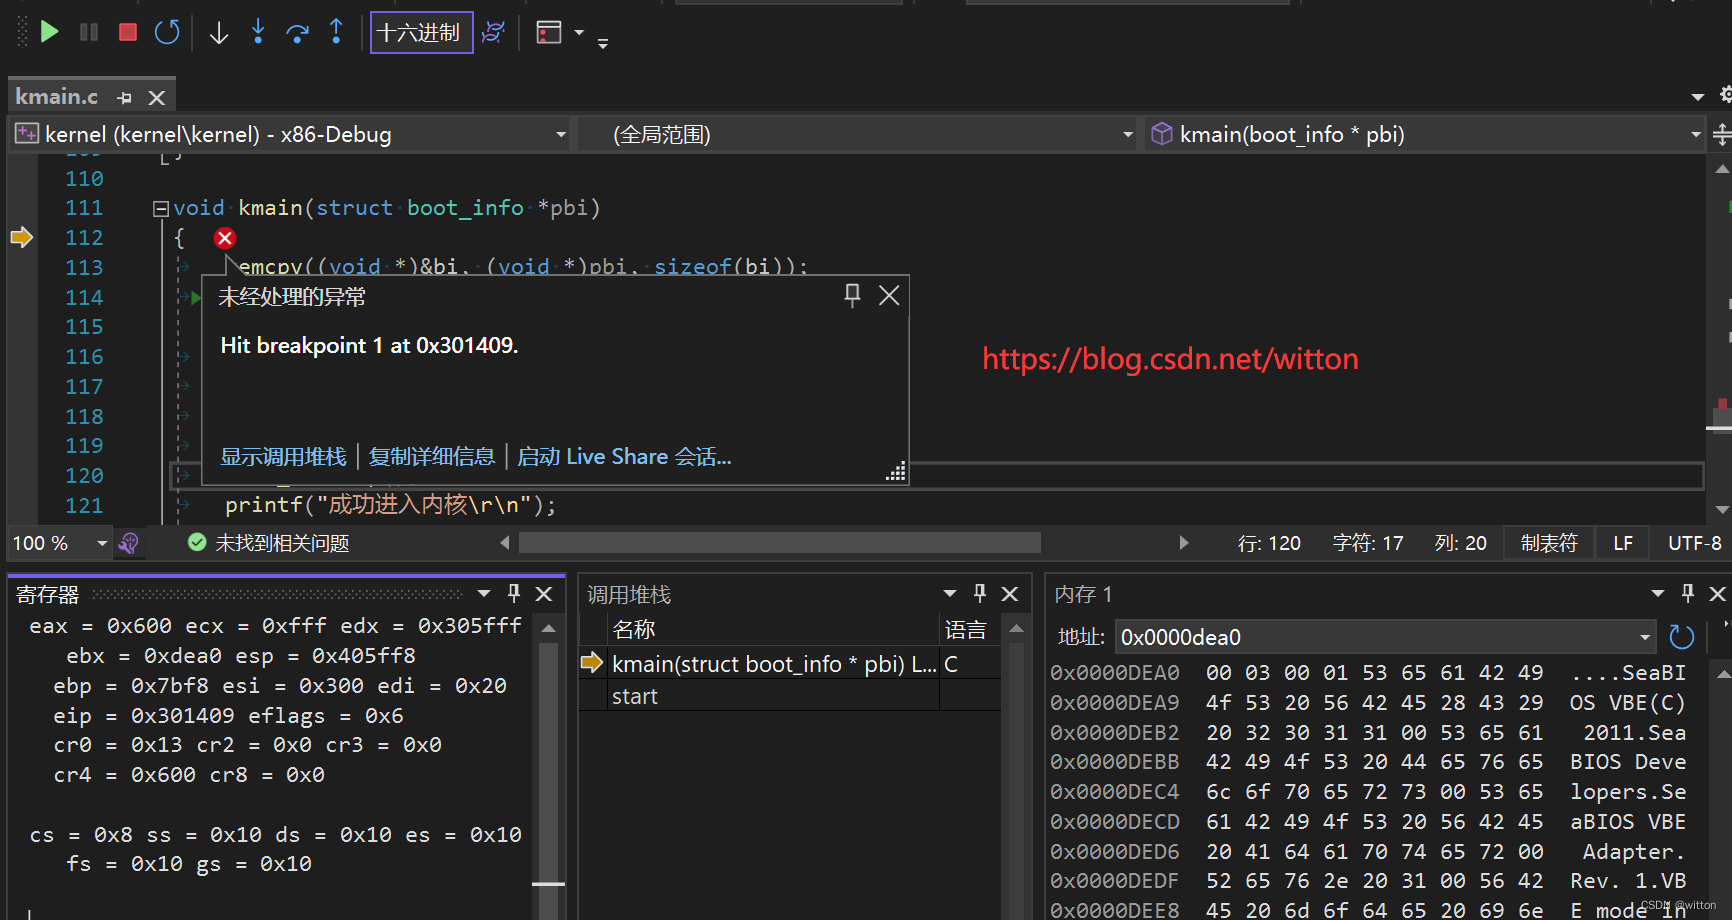 十六进制
kmain.c
kernel (kernel\kernel) - x86-Debug
(全局范围)
kmain(boot_info * pbi)
110
111 void kmain(struct boot_info *pbi)
112 {
113 emcpy((void *)&bi, (void *)pbi, sizeof(bi));
114
115
116
117
118
119
120
121 printf("成功进入内核\r\n");
未经处理的异常
Hit breakpoint 1 at 0x301409.
显示调用堆栈 | 复制详细信息 | 启动 Live Share 会话...
https://blog.csdn.net/witton
100 %
未找到相关问题
行: 120
字符: 17
列: 20
制表符
LF
UTF-8
寄存器
eax = 0x600 ecx = 0xfff edx = 0x305fff
ebx = 0xdea0 esp = 0x405ff8
ebp = 0x7bf8 esi = 0x300 edi = 0x20
eip = 0x301409 eflags = 0x6
cr0 = 0x13 cr2 = 0x0 cr3 = 0x0
cr4 = 0x600 cr8 = 0x0
cs = 0x8 ss = 0x10 ds = 0x10 es = 0x10
fs = 0x10 gs = 0x10
调用堆栈
名称 语言
kmain(struct boot_info * pbi) L... C
start
内存 1
地址: 0x0000dea0
0x0000DEA0 00 03 00 01 53 65 61 42 49 ....SeaBI
0x0000DEA9 4f 53 20 56 42 45 28 43 29 OS VBE(C)
0x0000DEB2 20 32 30 31 31 00 53 65 61 2011.Sea
0x0000DEBB 42 49 4f 53 20 44 65 76 65 BIOS Deve
0x0000DEC4 6c 6f 70 65 72 73 00 53 65 lopers.Se
0x0000DECD 61 42 49 4f 53 20 56 42 45 aBIOS VBE
0x0000DED6 20 41 64 61 70 74 65 72 00 Adapter.
0x0000DEDF 52 65 76 2e 20 31 00 56 42 Rev. 1.VB
0x0000DEE8 45 20 6d 6f 64 65 20 69 6e E mode in
CSDN @witton